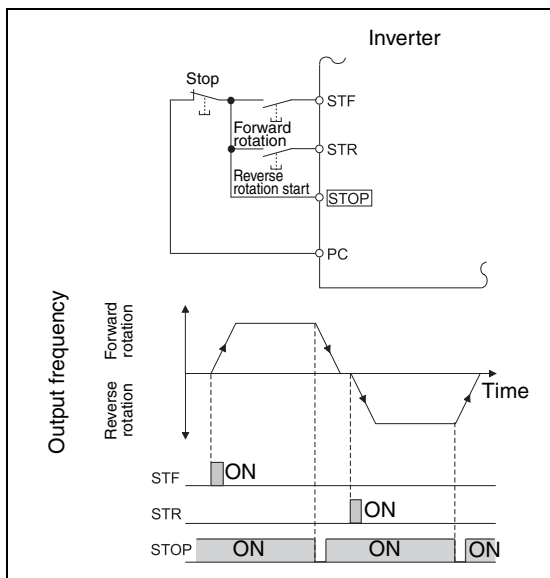 Inverter
Stop
STF
Forward
rotation
STR
Reverse
rotation start
STOP
PC
Output frequency
Forward
rotation
Reverse
rotation
Time
STF
ON
STR
ON
STOP
ON
ON
ON